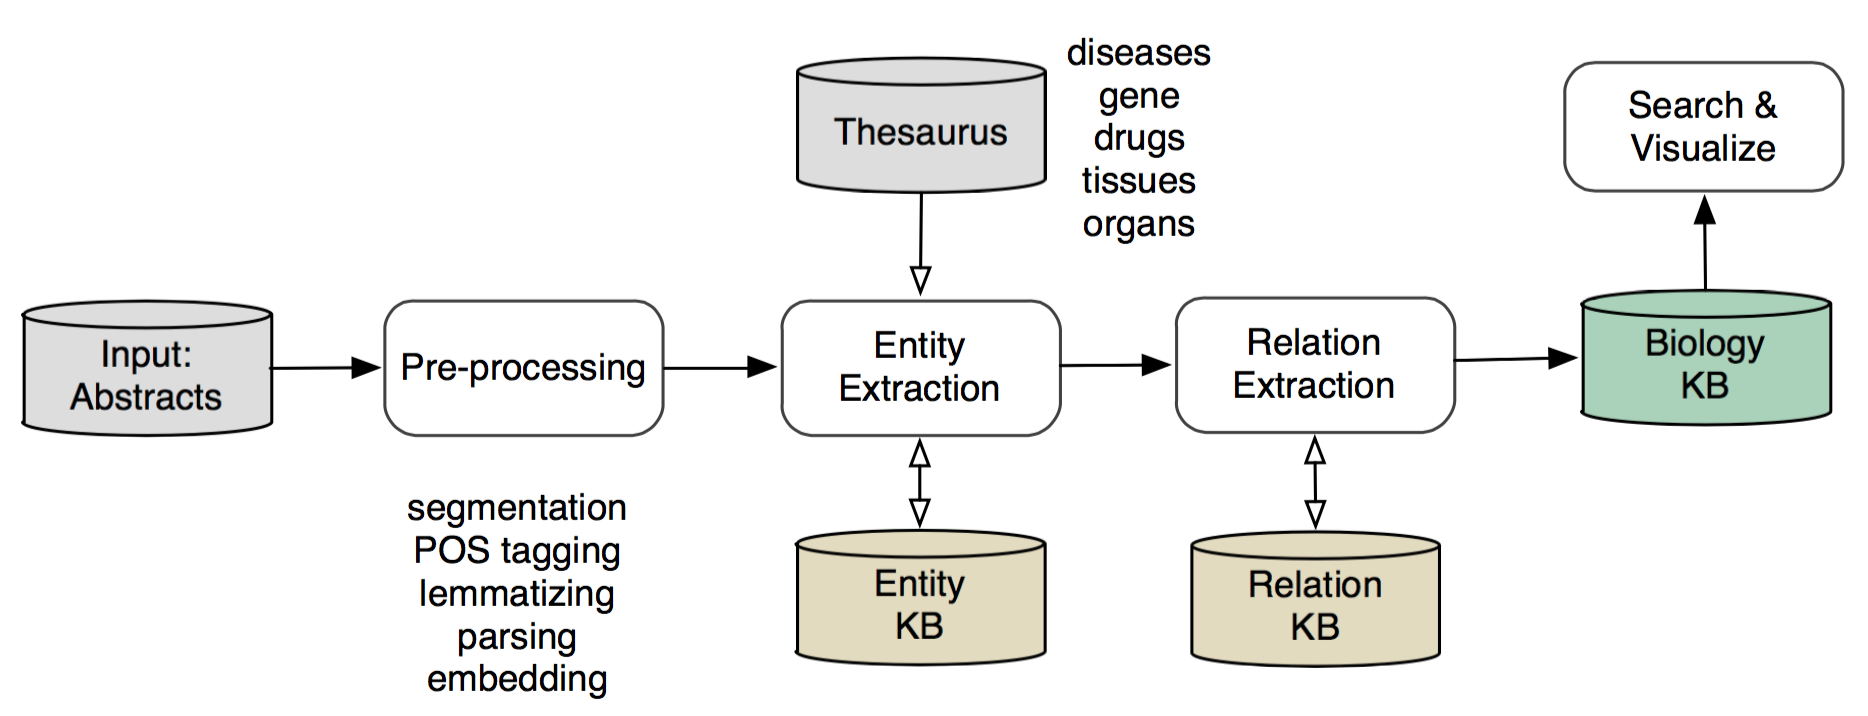 diseases
gene
drugs
tissues
organs
Thesaurus
Search &
Visualize
Input:
Abstracts
Pre-processing
Entity
Extraction
Relation
Extraction
Biology
KB
segmentation
POS tagging
lemmatizing
parsing
embedding
Entity
KB
Relation
KB